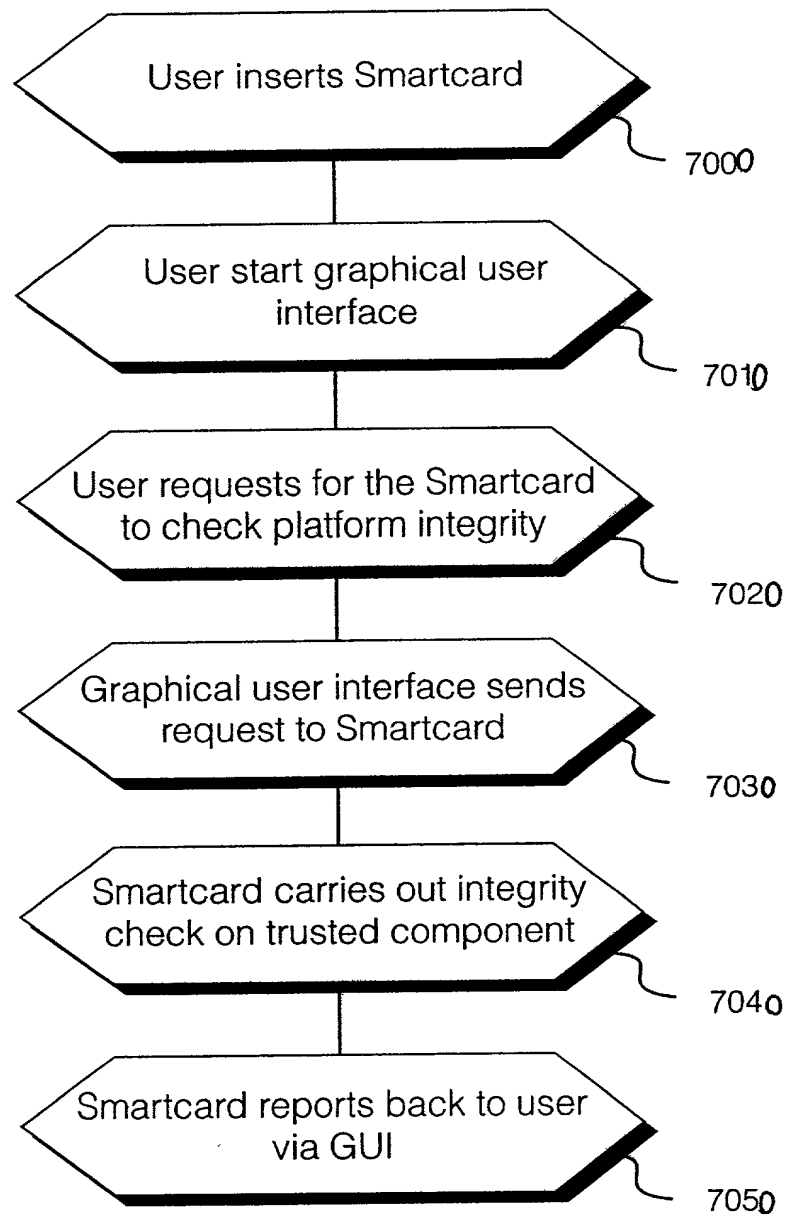 User inserts Smartcard
7000
User start graphical user
interface
7010
User requests for the Smartcard
to check platform integrity
7020
Graphical user interface sends
request to Smartcard
7030
Smartcard carries out integrity
check on trusted component
7040
Smartcard reports back to user
via GUI
7050